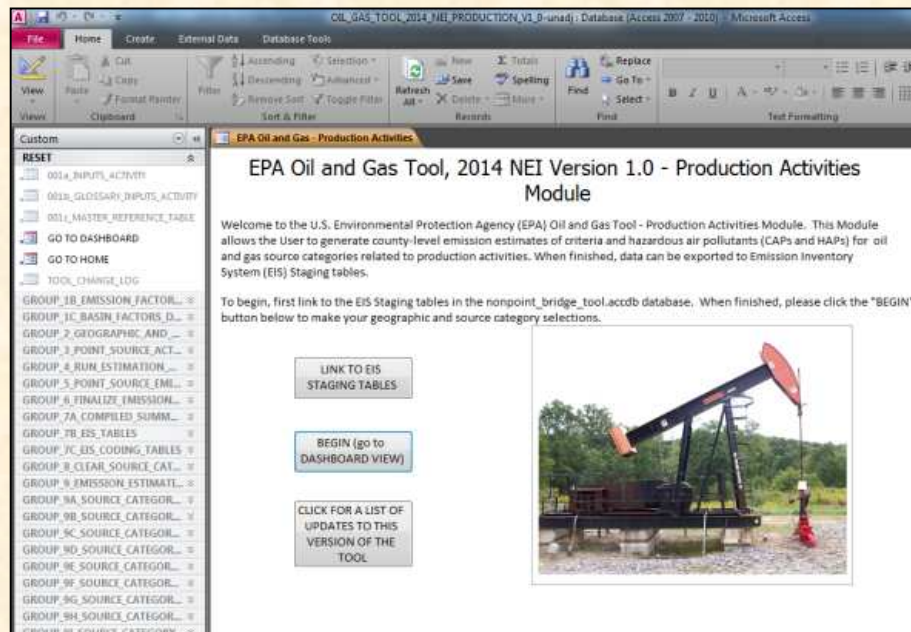 OIL_GAS_TOOL_2014_NEI_PRODUCTION_V1_0-unadj : Database (Access 2007 - 2010) - Microsoft Access
File Home Create External Data Database Tools
View
Paste
Cut
Copy
Format Painter
Filter
Ascending
Descending
Remove Sort
Selection
Advanced
Toggle Filter
Refresh All
New
Save
Delete
Totals
Spelling
More
Find
Replace
Go To
Select
B I U A
Views Clipboard Sort & Filter Records Find Text Formatting
Custom
RESET
001a_INPUTS_ACTIVITY
001b_GLOSSARY_INPUTS_ACTIVITY
001c_MASTER_REFERENCE_TABLE
GO TO DASHBOARD
GO TO HOME
TOOL_CHANGE_LOG
GROUP_1B_EMISSION_FACTOR...
GROUP_1C_BASIN_FACTORS_D...
GROUP_2_GEOGRAPHIC_AND_...
GROUP_3_POINT_SOURCE_ACT...
GROUP_4_RUN_ESTIMATION_...
GROUP_5_POINT_SOURCE_EMI...
GROUP_6_FINALIZE_EMISSION...
GROUP_7A_COMPILED_SUMM...
GROUP_7B_EIS_TABLES
GROUP_7C_EIS_CODING_TABLES
GROUP_8_CLEAR_SOURCE_CAT...
GROUP_9_EMISSION_ESTIMATI...
GROUP_9A_SOURCE_CATEGOR...
GROUP_9B_SOURCE_CATEGOR...
GROUP_9C_SOURCE_CATEGOR...
GROUP_9D_SOURCE_CATEGOR...
GROUP_9E_SOURCE_CATEGOR...
GROUP_9F_SOURCE_CATEGOR...
GROUP_9G_SOURCE_CATEGOR...
GROUP_9H_SOURCE_CATEGOR...
EPA Oil and Gas - Production Activities
EPA Oil and Gas Tool, 2014 NEI Version 1.0 - Production Activities
Module
Welcome to the U.S. Environmental Protection Agency (EPA) Oil and Gas Tool - Production Activities Module. This Module
allows the User to generate county-level emission estimates of criteria and hazardous air pollutants (CAPs and HAPs) for oil
and gas source categories related to production activities. When finished, data can be exported to Emission Inventory
System (EIS) Staging tables.
To begin, first link to the EIS Staging tables in the nonpoint_bridge_tool.accdb database. When finished, please click the "BEGIN"
button below to make your geographic and source category selections.
LINK TO EIS
STAGING TABLES
BEGIN (go to
DASHBOARD VIEW)
CLICK FOR A LIST OF
UPDATES TO THIS
VERSION OF THE
TOOL